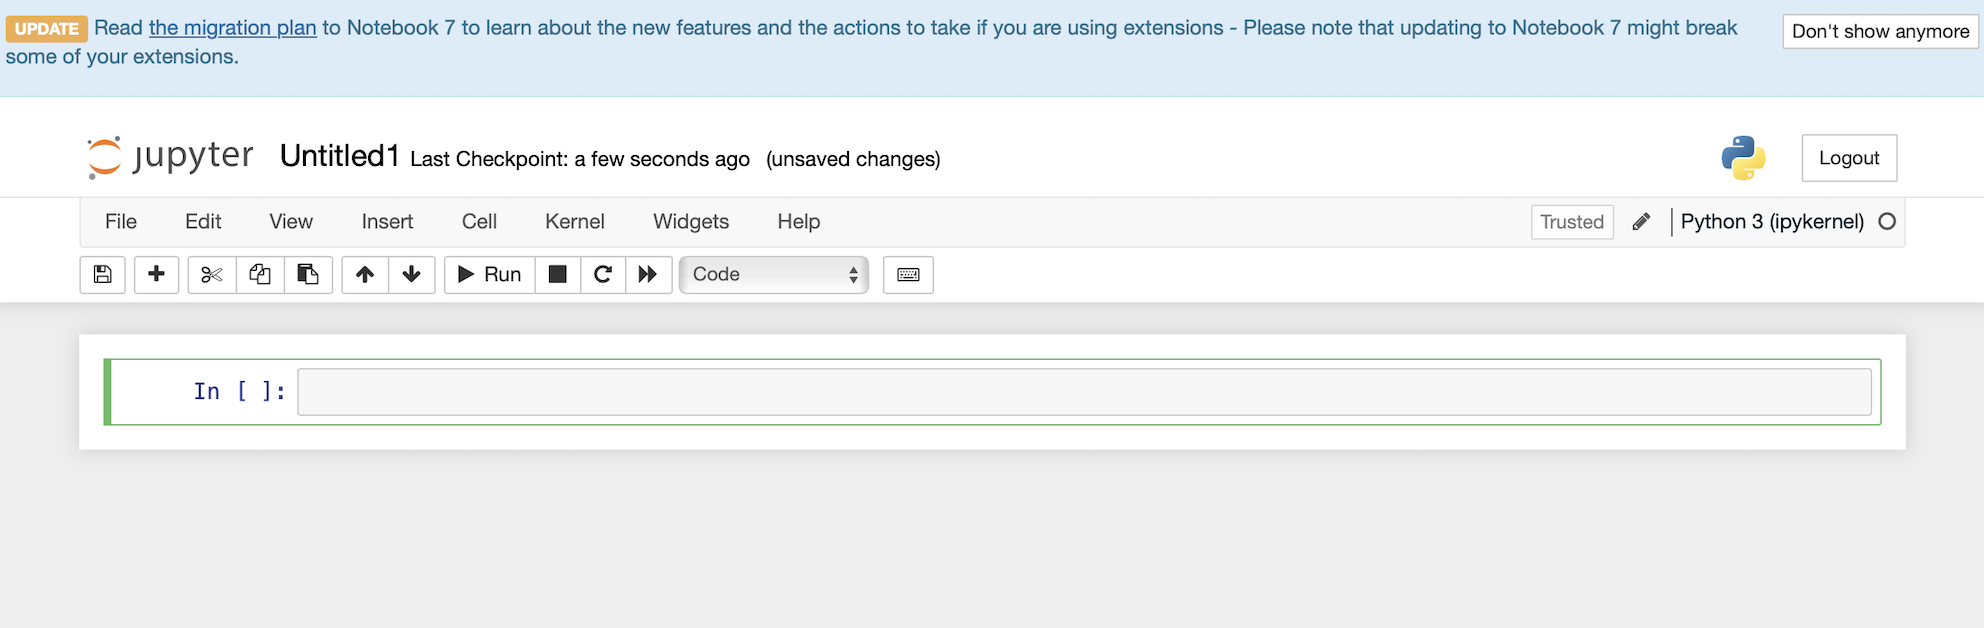 UPDATE Read the migration plan to Notebook 7 to learn about the new features and the actions to take if you are using extensions - Please note that updating to Notebook 7 might break
some of your extensions.
Don't show anymore
jupyter Untitled1 Last Checkpoint: a few seconds ago (unsaved changes)
Logout
File Edit View Insert Cell Kernel Widgets Help
Trusted Python 3 (ipykernel)
Run Code
In [ ]: